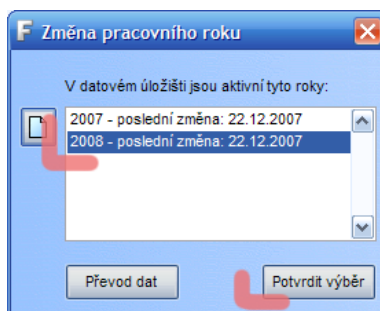 F Změna pracovního roku
V datovém úložišti jsou aktivní tyto roky:
2007 - poslední změna: 22.12.2007
2008 - poslední změna: 22.12.2007
Převod dat
Potvrdit výběr